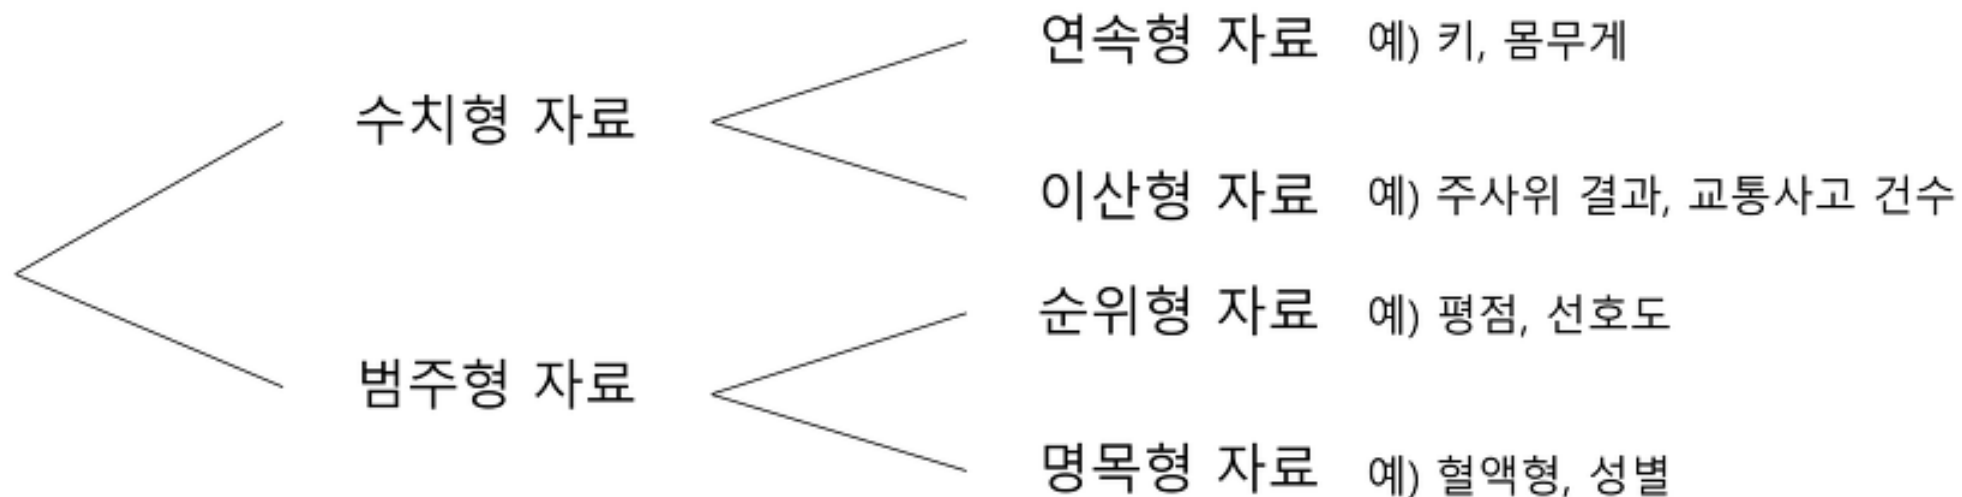 연속형 자료 예) 키, 몸무게
수치형 자료
이산형 자료 예) 주사위 결과, 교통사고 건수
순위형 자료 예) 평점, 선호도
범주형 자료
명목형 자료 예) 혈액형, 성별